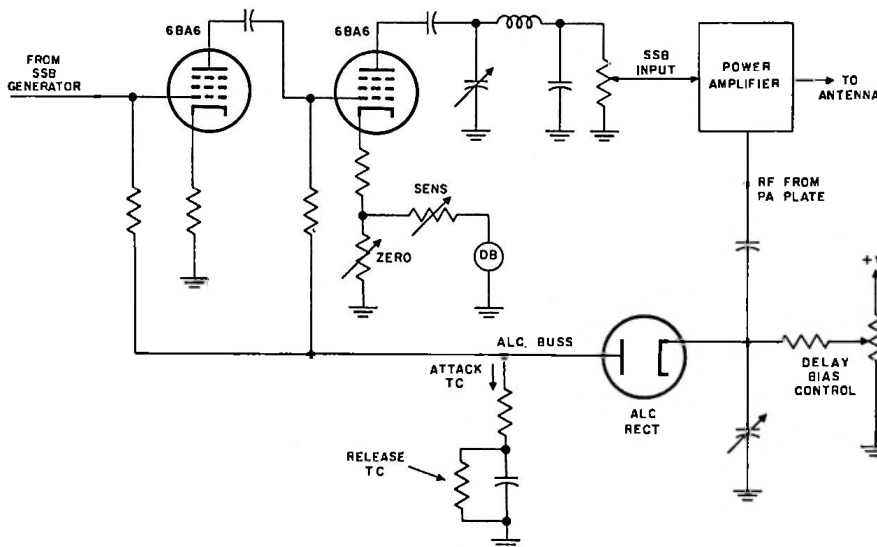 6BA6
6BA6
FROM
SSB
GENERATOR
SSB
INPUT
POWER
AMPLIFIER
TO
ANTENNA
RF FROM
PA PLATE
SENS
ZERO
DB
ALC. BUSS
ATTACK
TC
ALC
RECT
DELAY
BIAS
CONTROL
RELEASE
TC